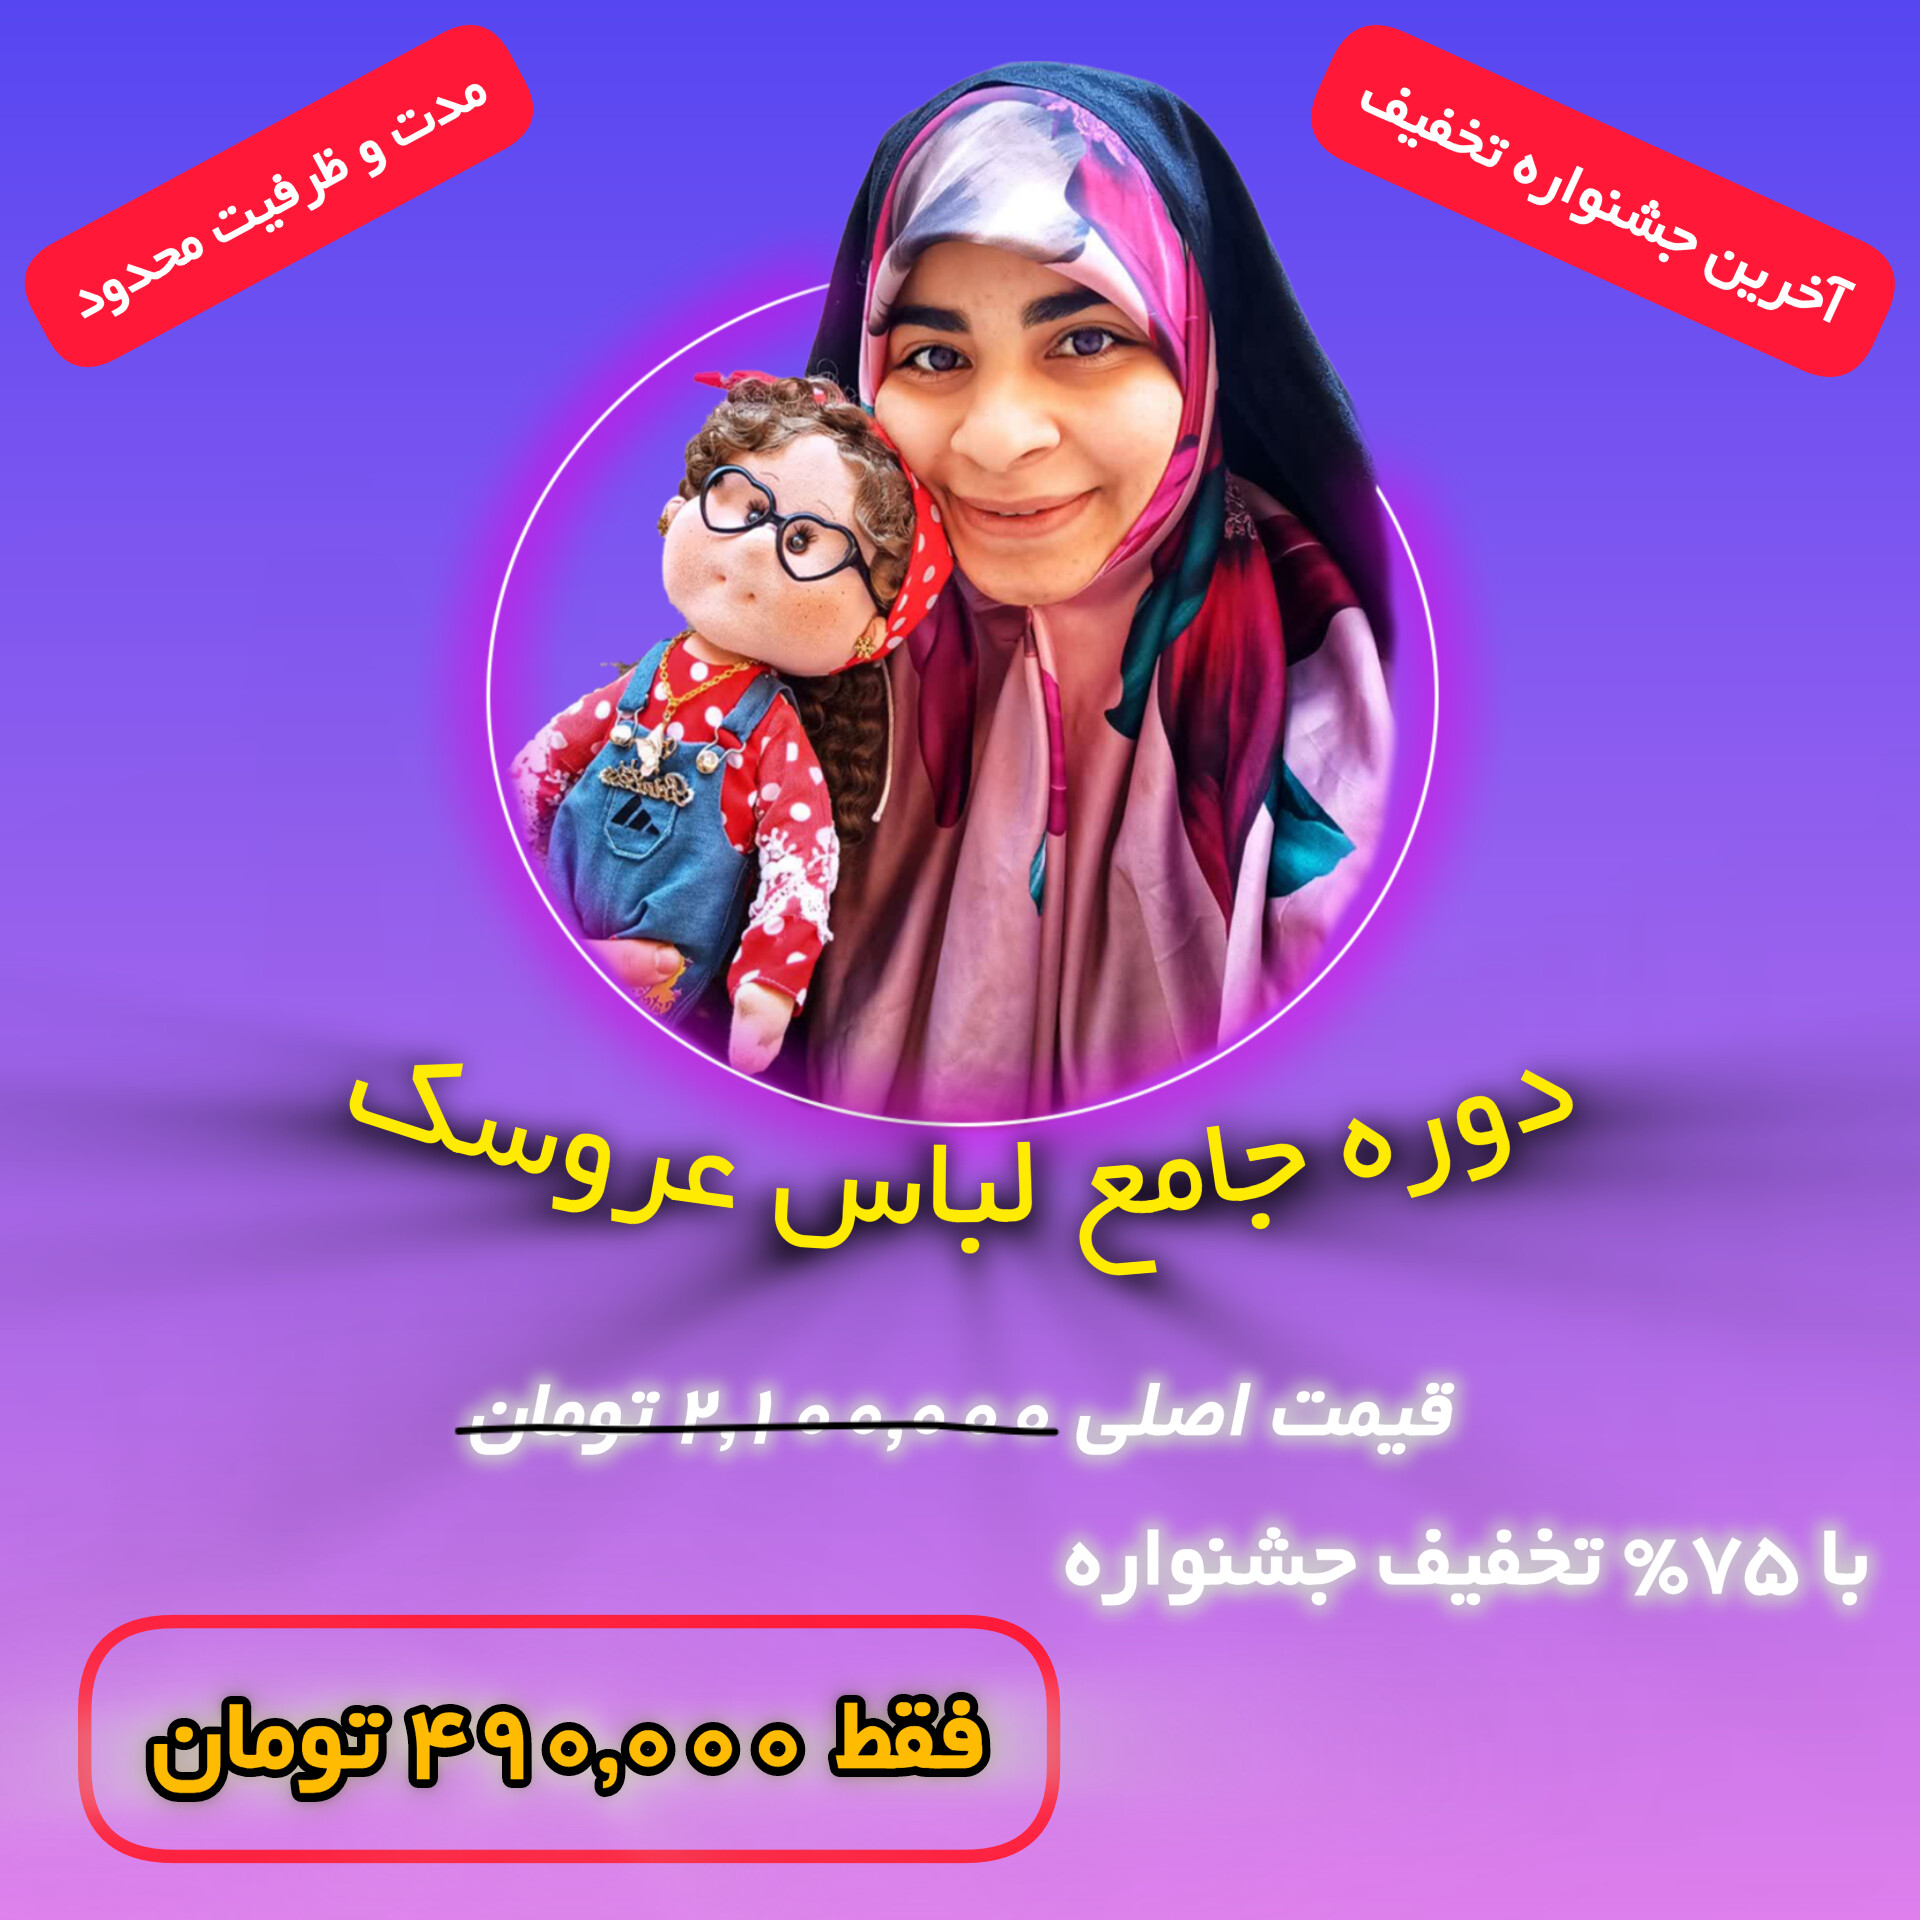 آخرین جشنواره تخفیف
مدت و ظرفیت محدود
دوره جامع لباس عروسک
قیمت اصلی ۲,۱۰۰,۰۰۰ تومان
با ۷۵% تخفیف جشنواره
فقط ۴۹۰,۰۰۰ تومان